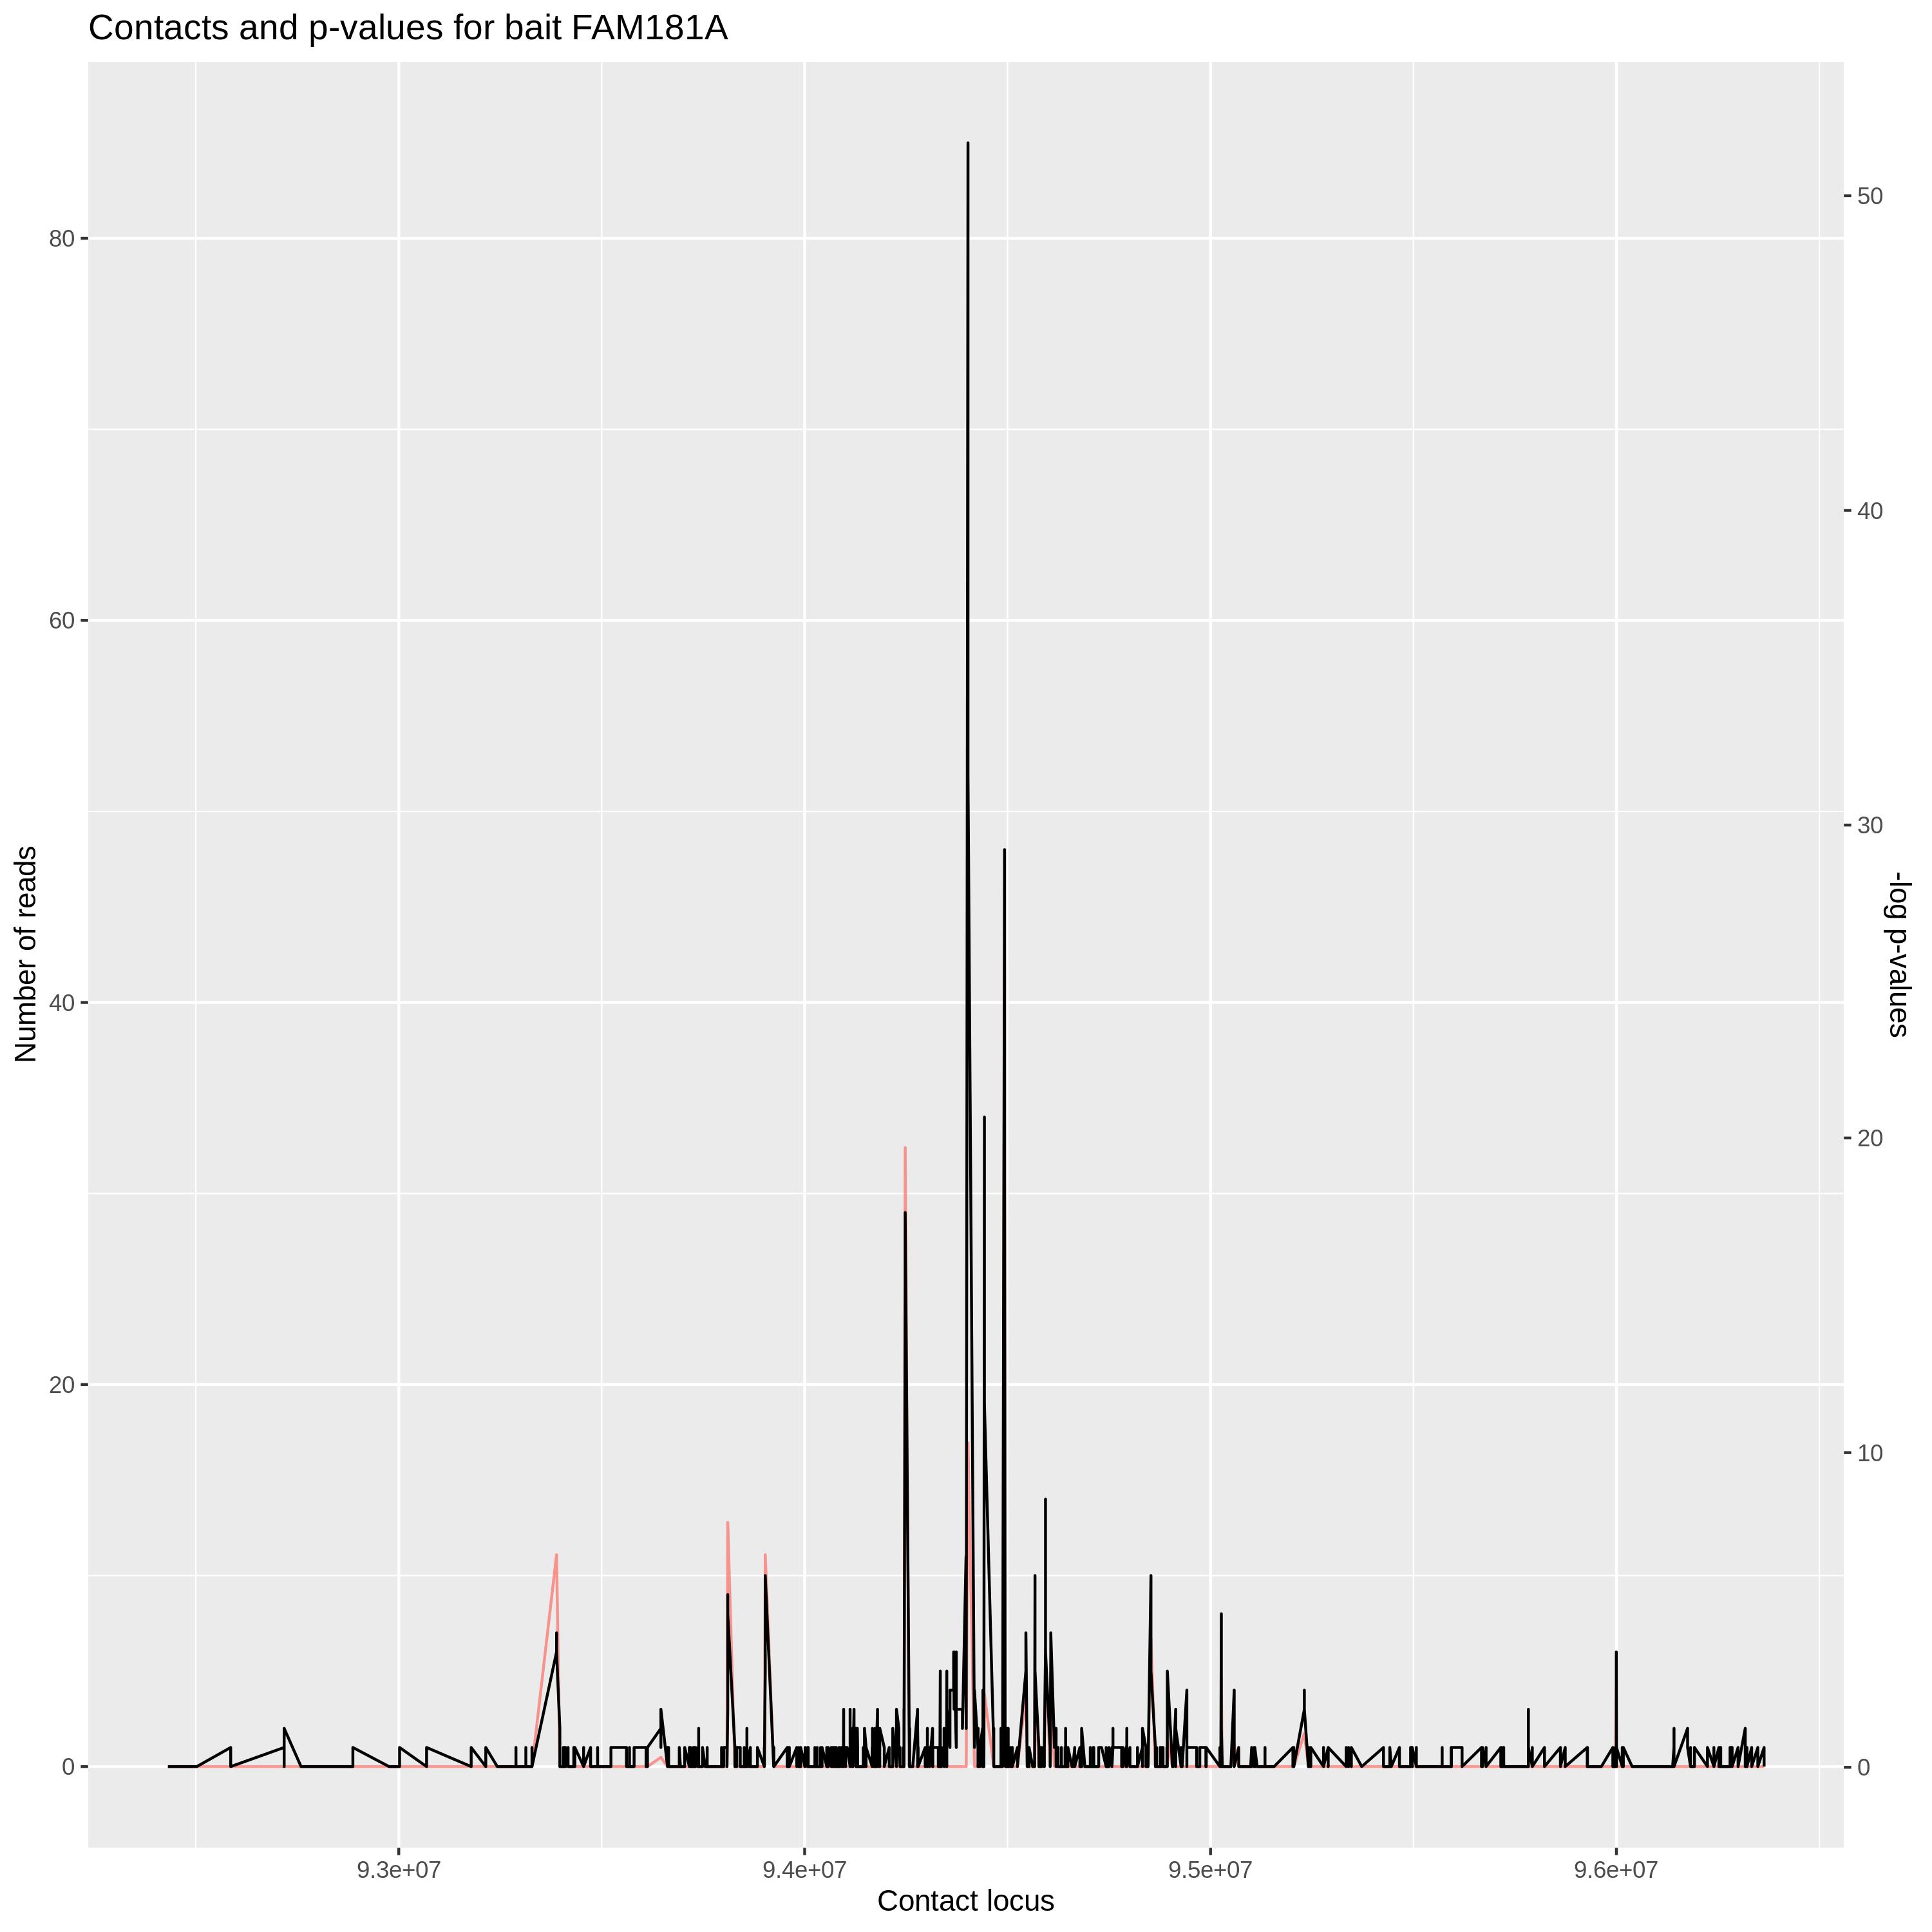 Contacts and p-values for bait FAM181A
80
60
40
20
0
50
40
30
20
10
0
Number of reads
-log p-values
9.3e+07
9.4e+07
9.5e+07
9.6e+07
Contact locus